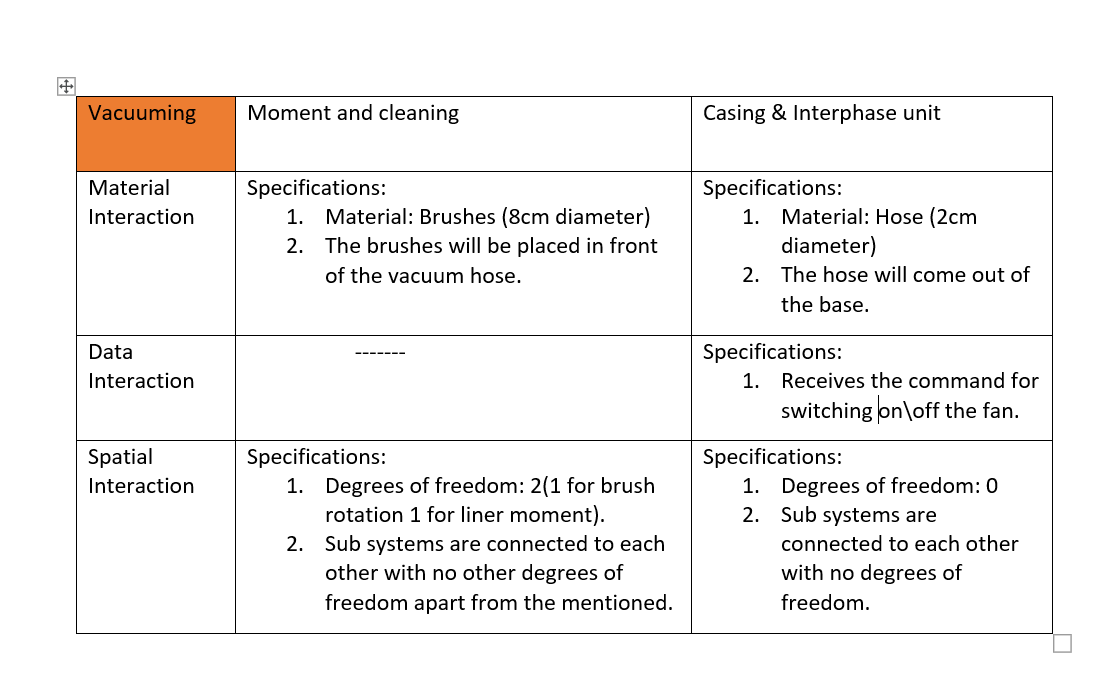 Vacuuming
Moment and cleaning
Casing & Interphase unit
Material
Interaction
Specifications:
1. Material: Brushes (8cm diameter)
2. The brushes will be placed in front
of the vacuum hose.
Specifications:
1. Material: Hose (2cm
diameter)
2. The hose will come out of
the base.
Data
Interaction
-------
Specifications:
1. Receives the command for
switching on\off the fan.
Spatial
Interaction
Specifications:
1. Degrees of freedom: 2(1 for brush
rotation 1 for liner moment).
2. Sub systems are connected to each
other with no other degrees of
freedom apart from the mentioned.
Specifications:
1. Degrees of freedom: 0
2. Sub systems are
connected to each other
with no degrees of
freedom.